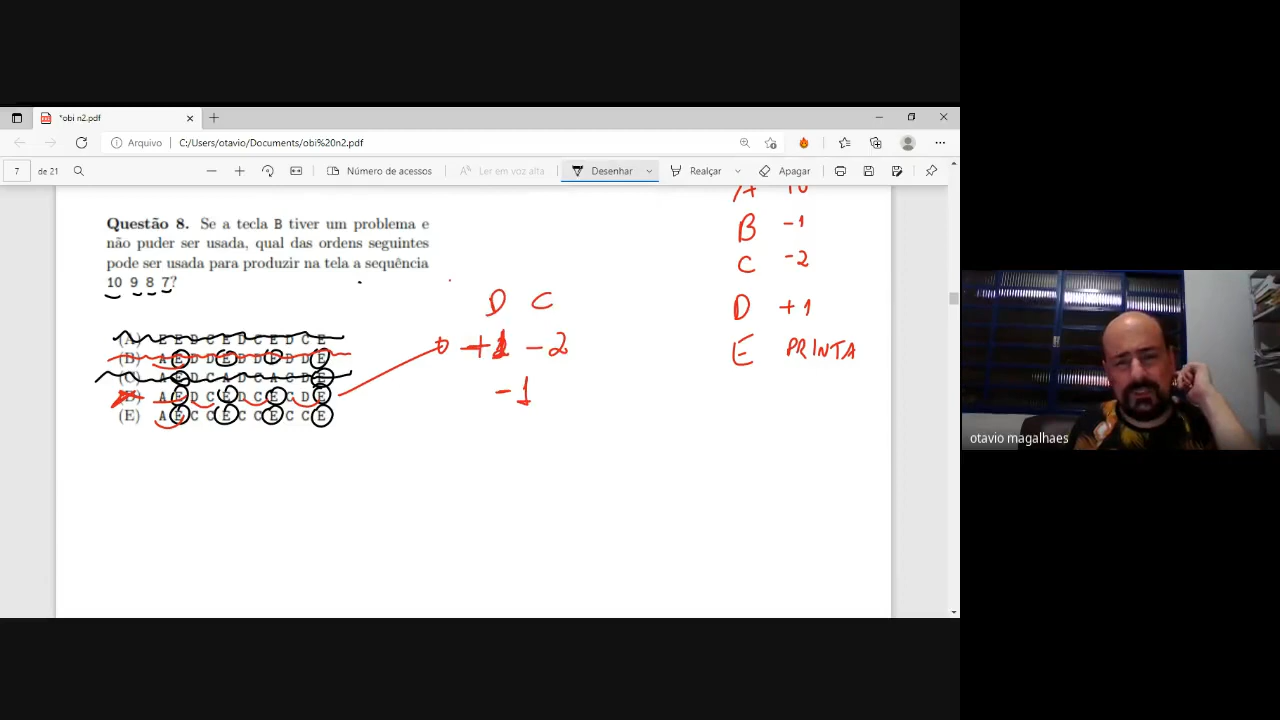 *obi n2.pdf
Arquivo C:/Users/otavio/Documents/obi%20n2.pdf
7 de 21 Número de acessos Ler em voz alta Desenhar Realçar Apagar
A 10
Questão 8. Se a tecla B tiver um problema e
não puder ser usada, qual das ordens seguintes
pode ser usada para produzir na tela a sequência
10 9 8 7?
B -1
C -2
D +1
E PRINTA
D C
+1 -2
-1
(A) E E D C E D C E D C E
(B) A E D D E D D E D D E
(C) A E D C A D C A C D E
A E D C E D C E C D E
(E) A E C C E C C E C C E
otavio magalhaes